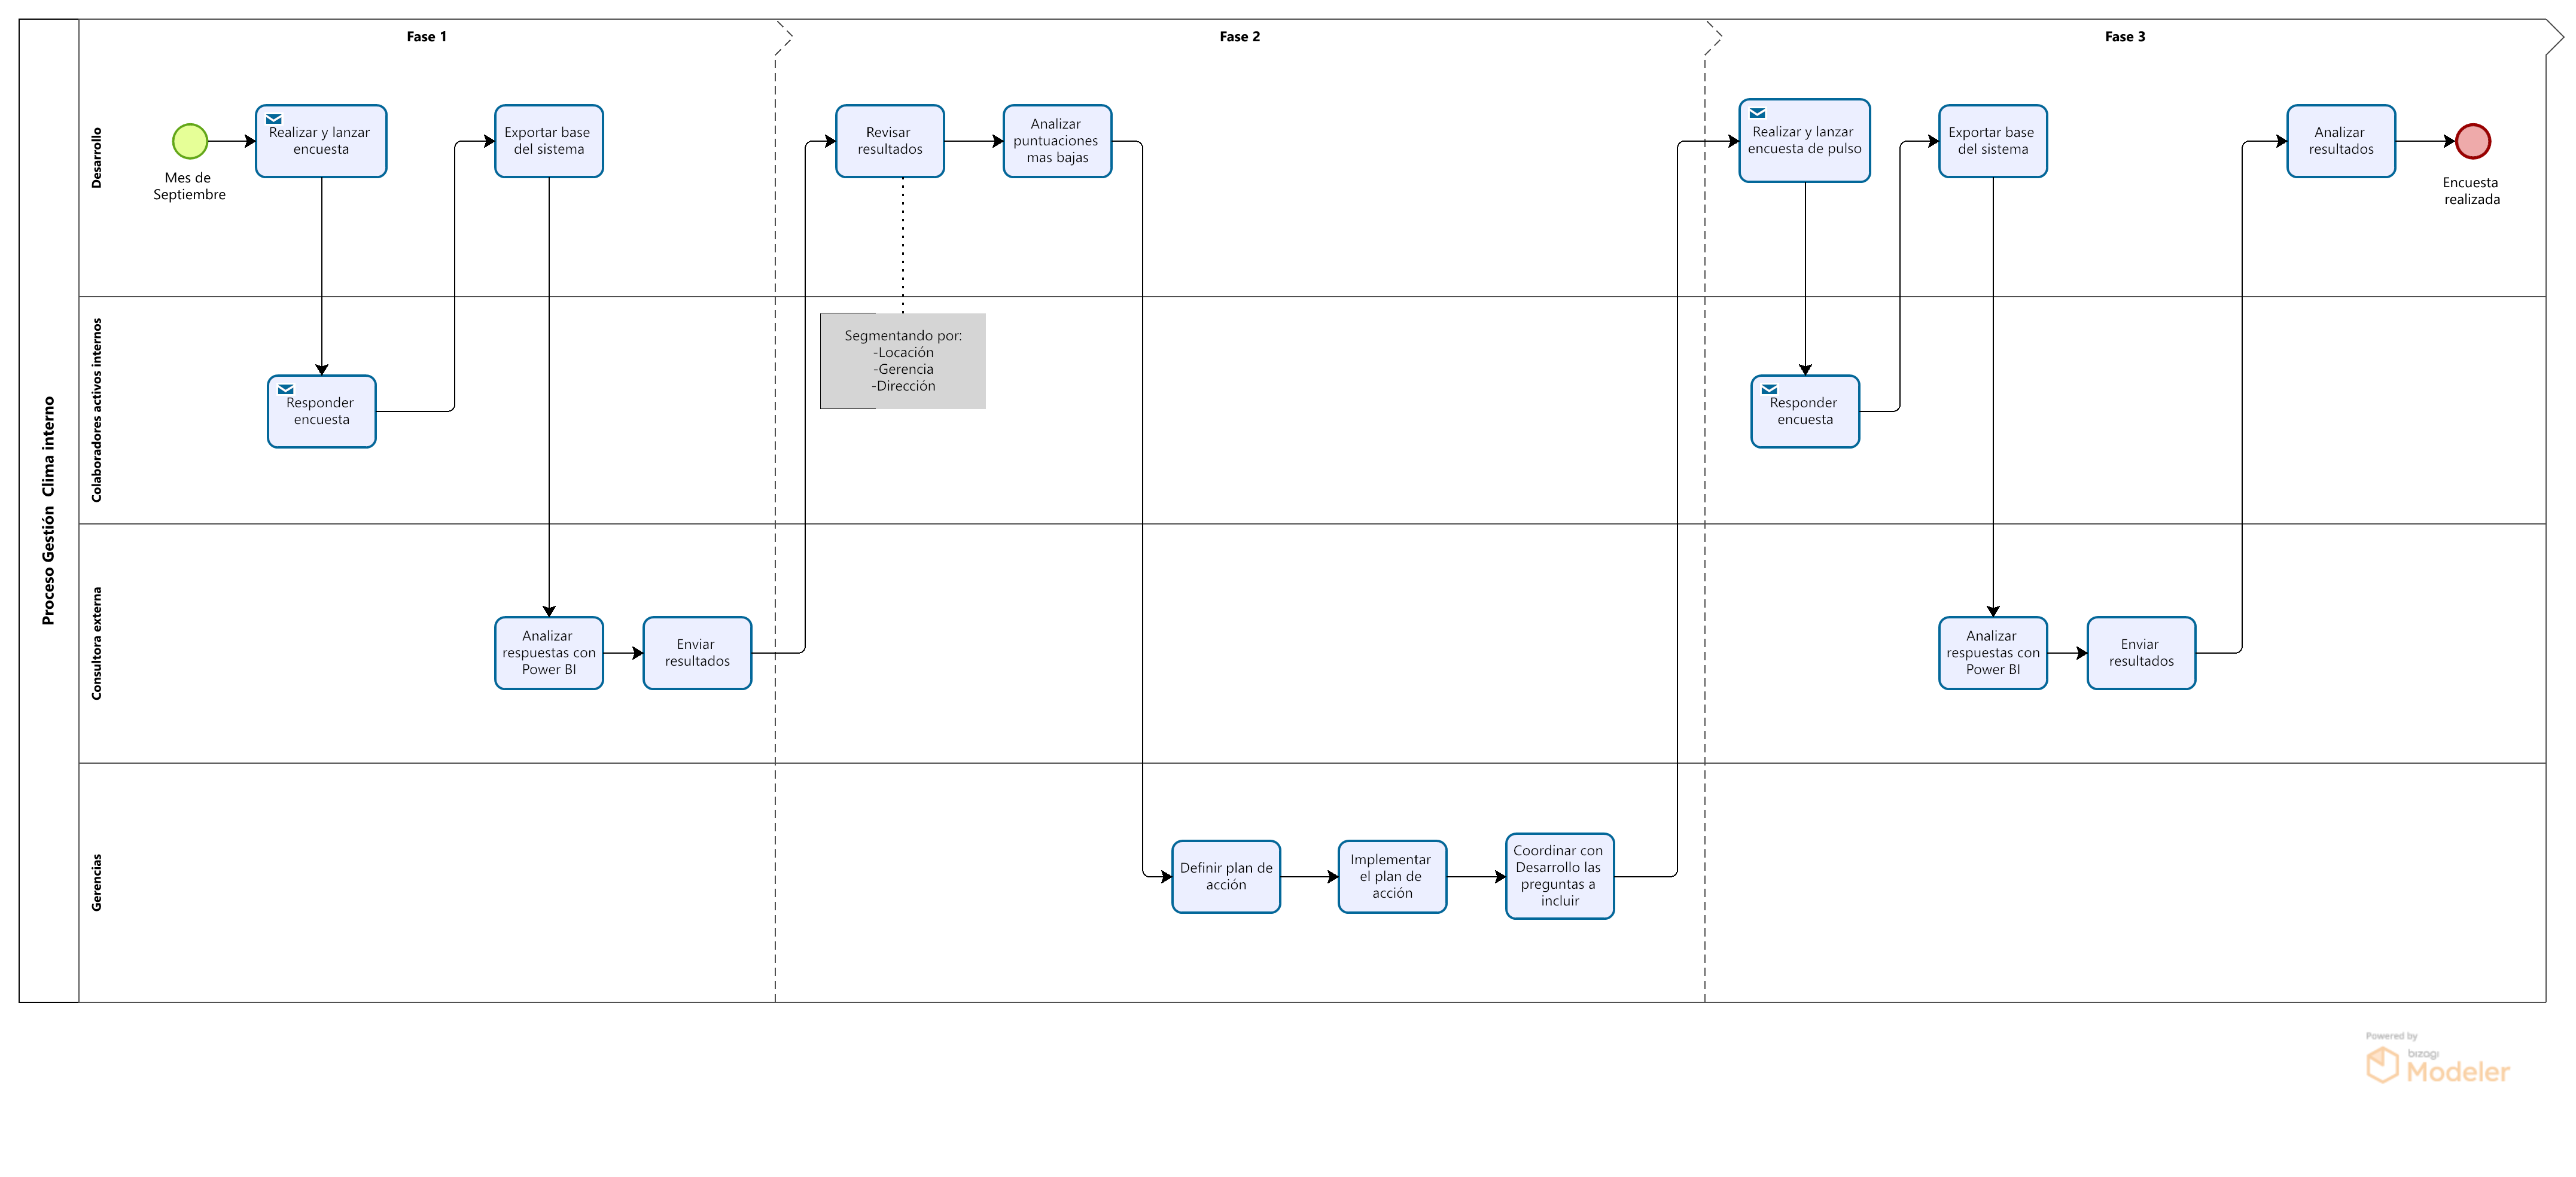 Proceso Gestión  Clima interno
Fase 1
Fase 2
Fase 3
Desarrollo
Mes de
Septiembre
Realizar y lanzar
encuesta
Exportar base
del sistema
Revisar
resultados
Analizar
puntuaciones
mas bajas
Realizar y lanzar
encuesta de pulso
Exportar base
del sistema
Analizar
resultados
Encuesta
realizada
Colaboradores activos internos
Responder
encuesta
Segmentando por:
-Locación
-Gerencia
-Dirección
Responder
encuesta
Consultora externa
Analizar
respuestas con
Power BI
Enviar
resultados
Analizar
respuestas con
Power BI
Enviar
resultados
Gerencias
Definir plan de
acción
Implementar
el plan de
acción
Coordinar con
Desarrollo las
preguntas a
incluir
Powered by
bizagi
Modeler